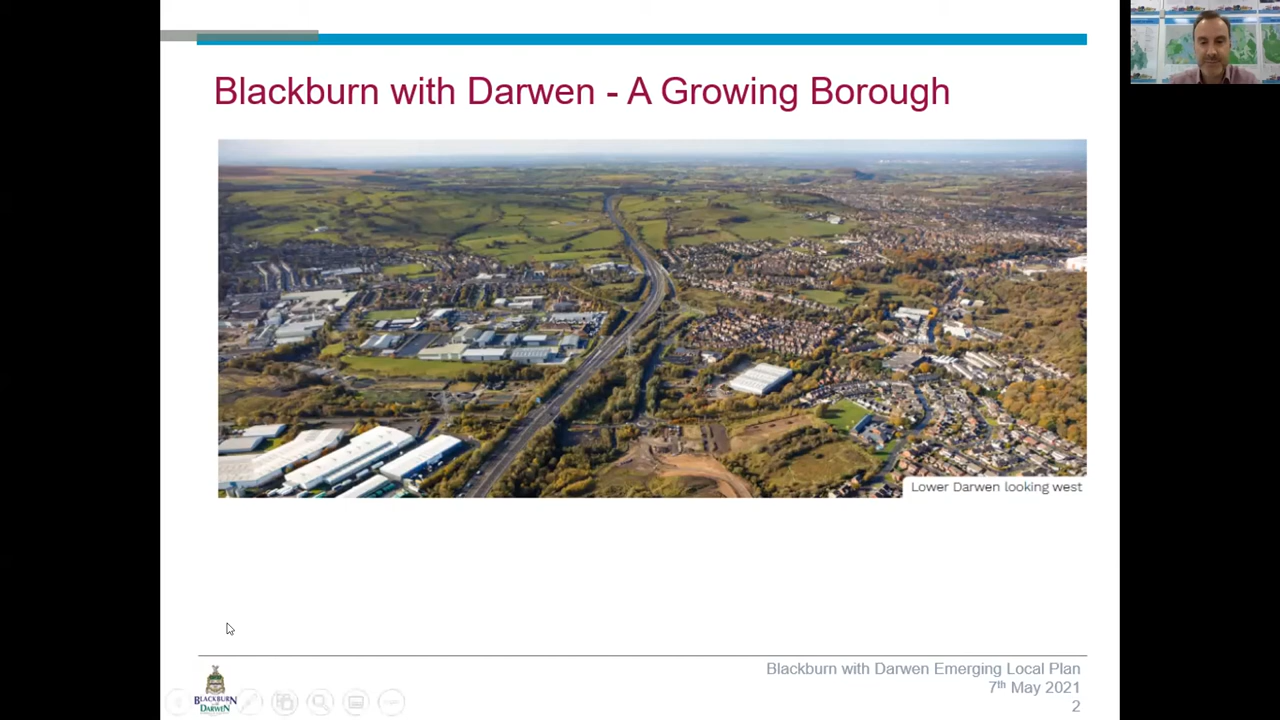 Blackburn with Darwen - A Growing Borough
Lower Darwen looking west
BLACKBURN
with
DARWEN
Blackburn with Darwen Emerging Local Plan
7th May 2021
2